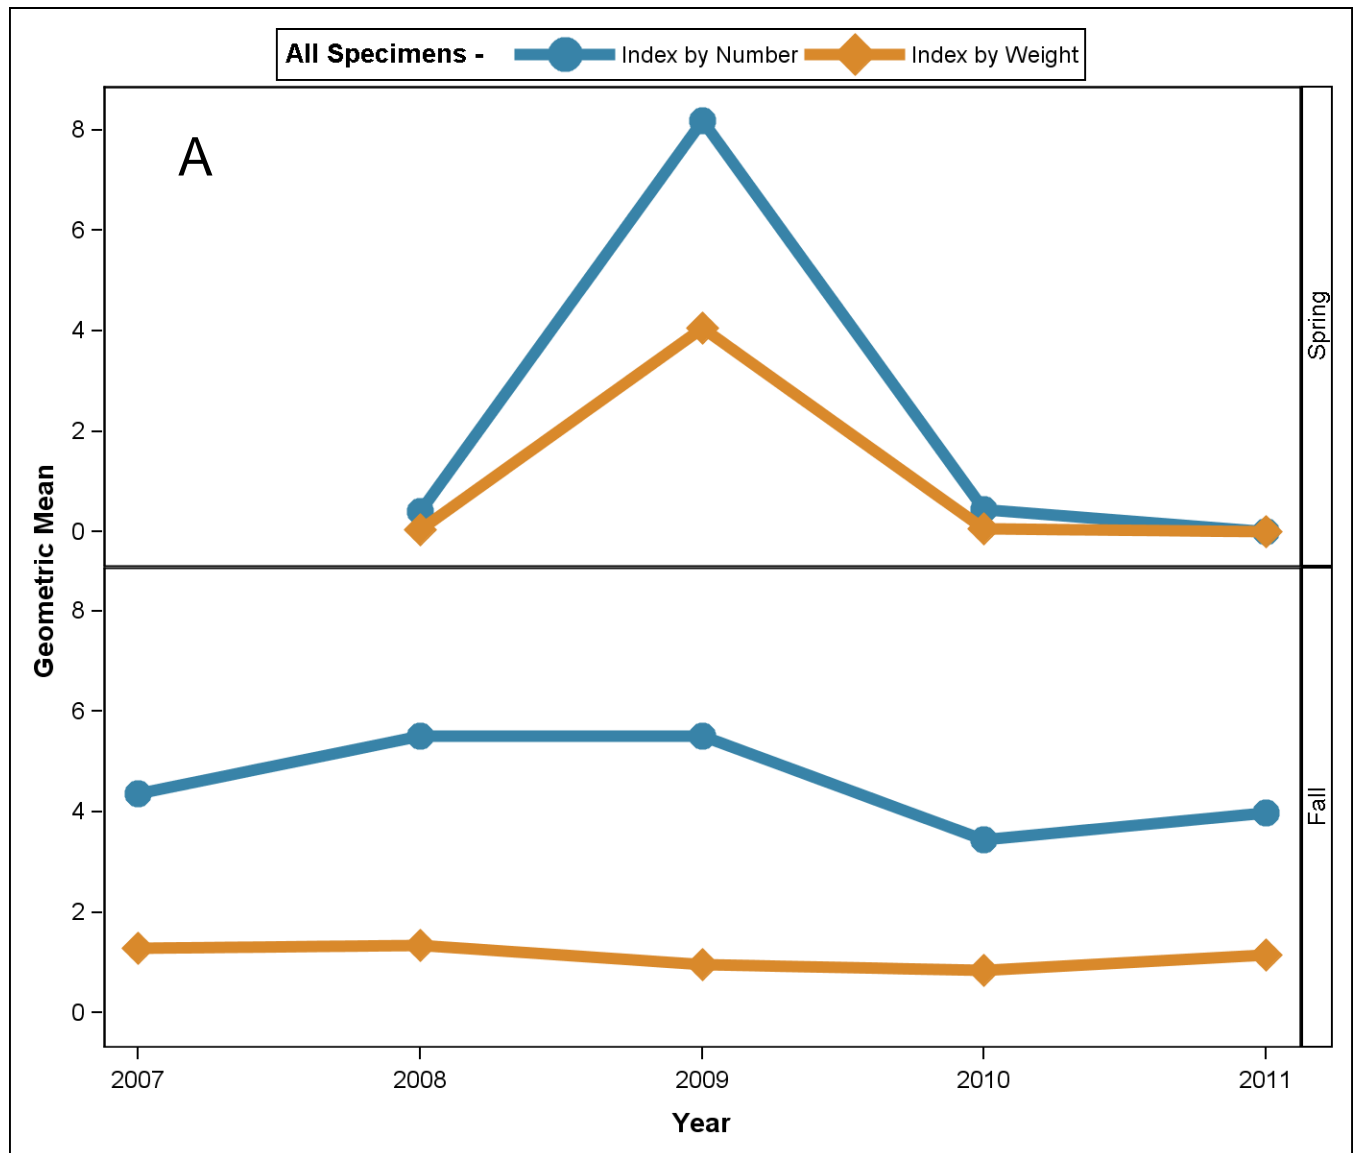 All Specimens - Index by Number Index by Weight
A
8
6
4
2
0
Spring
Geometric Mean
8
6
4
2
0
Fall
2007 2008 2009 2010 2011
Year